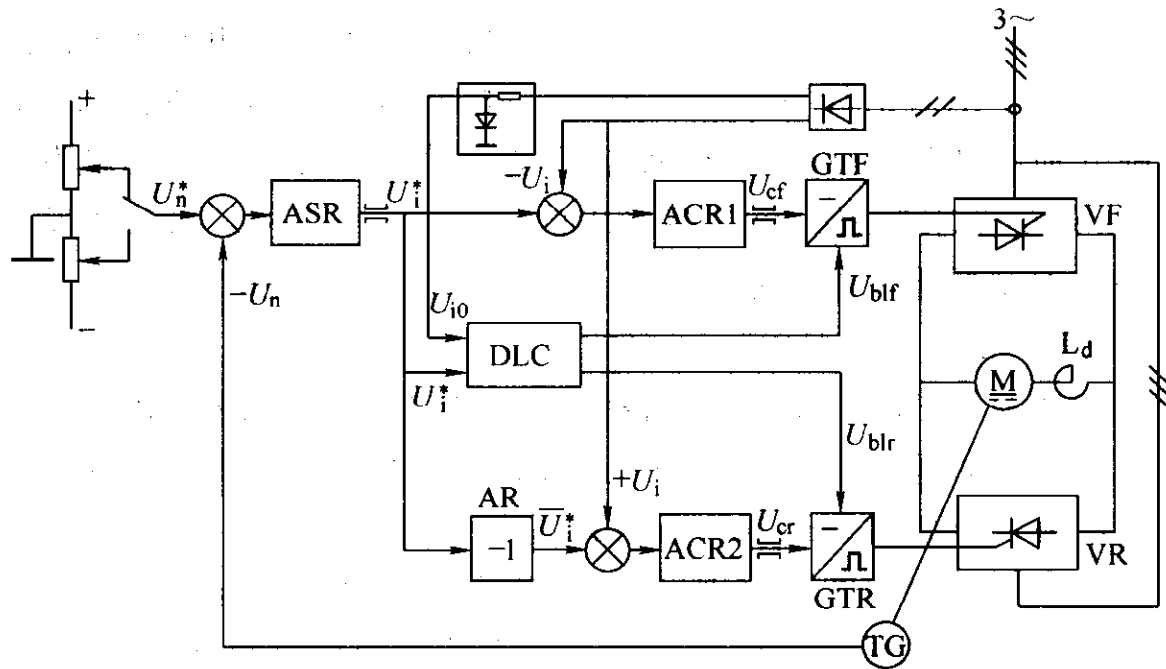 3~
+
−
U*n
−Un
ASR
U*i
−Ui
ACR1
Ucf
GTF
VF
Ublf
Ui0
DLC
U*i
Ld
M
Ublr
+Ui
AR
−1
U̅*i
ACR2
Ucr
GTR
VR
TG